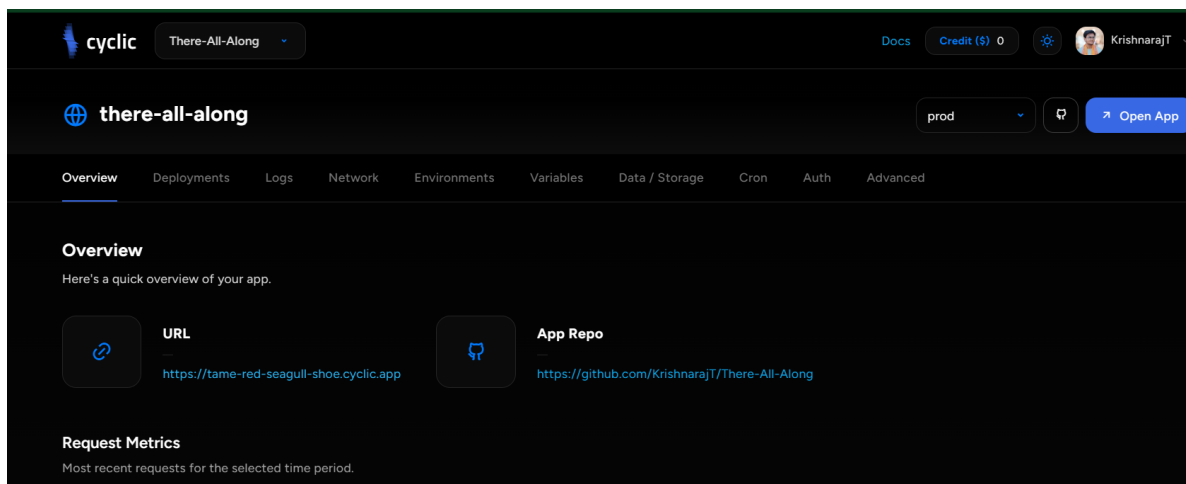 cyclic There-All-Along Docs Credit ($) 0 KrishnarajT
there-all-along prod Open App
Overview Deployments Logs Network Environments Variables Data / Storage Cron Auth Advanced
Overview
Here's a quick overview of your app.
URL
https://tame-red-seagull-shoe.cyclic.app
App Repo
https://github.com/KrishnarajT/There-All-Along
Request Metrics
Most recent requests for the selected time period.